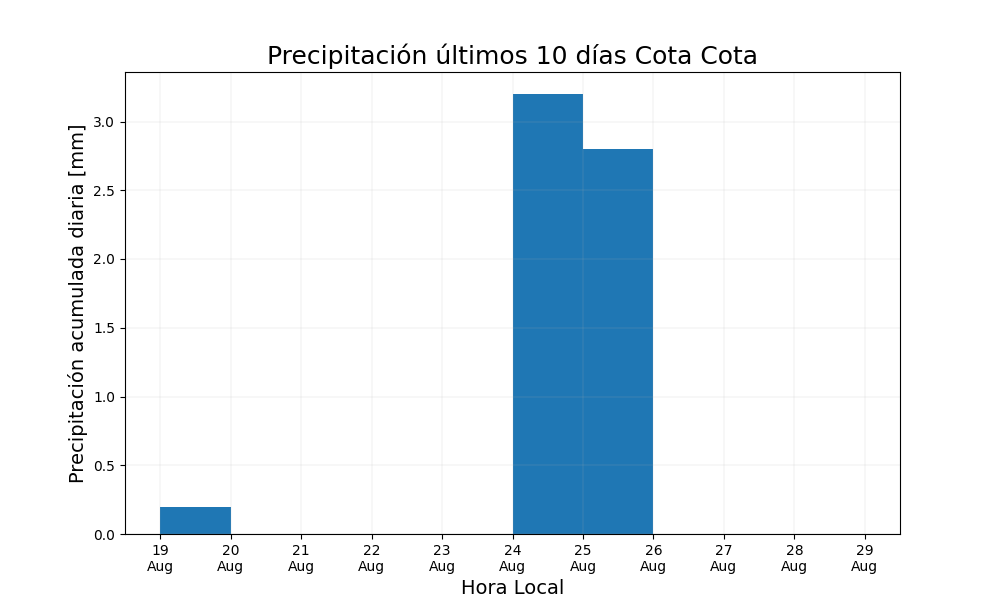 Precipitación últimos 10 días Cota Cota
Precipitación acumulada diaria [mm]
3.0
2.5
2.0
1.5
1.0
0.5
0.0
19 20 21 22 23 24 25 26 27 28 29
Aug Aug Aug Aug Aug Aug Aug Aug Aug Aug Aug
Hora Local